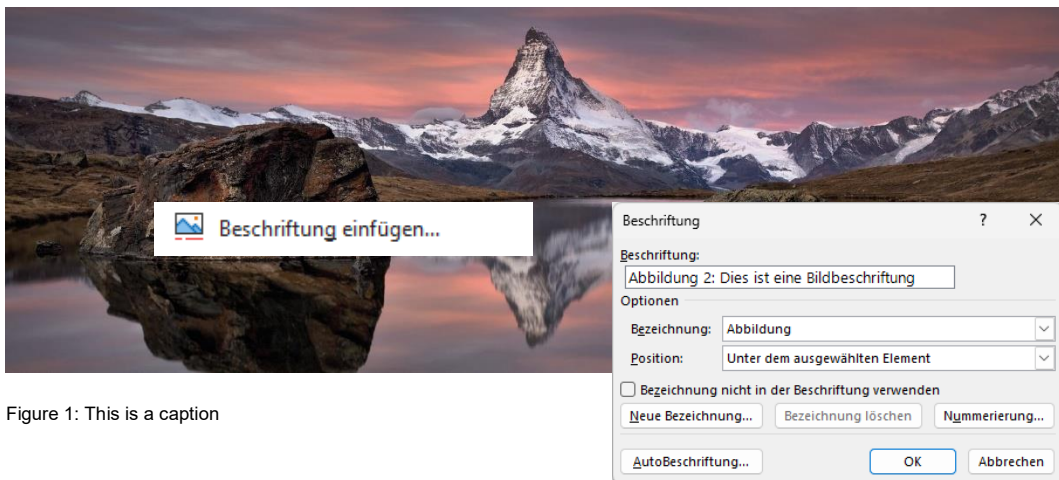 Beschriftung einfügen...
Beschriftung
?
Beschriftung:
Abbildung 2: Dies ist eine Bildbeschriftung
Optionen
Bezeichnung: Abbildung
Position: Unter dem ausgewählten Element
Bezeichnung nicht in der Beschriftung verwenden
Neue Bezeichnung... Bezeichnung löschen Nummerierung...
AutoBeschriftung... OK Abbrechen
Figure 1: This is a caption